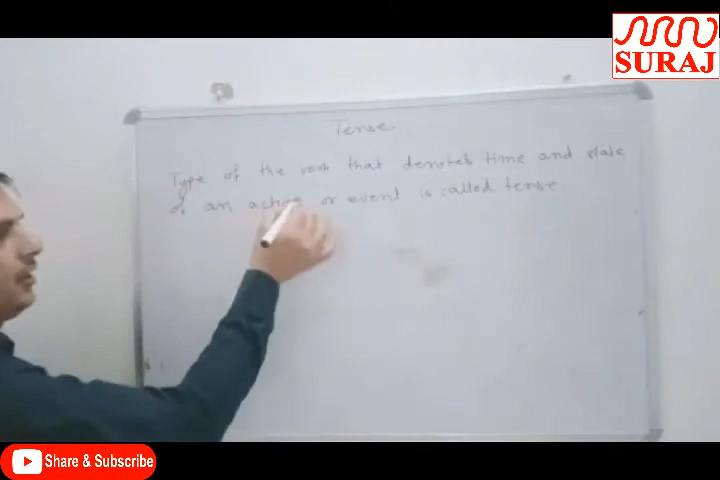 SURAJ
Tense
Type of the verb that denotes time and state
of an action or event is called tense
Share & Subscribe